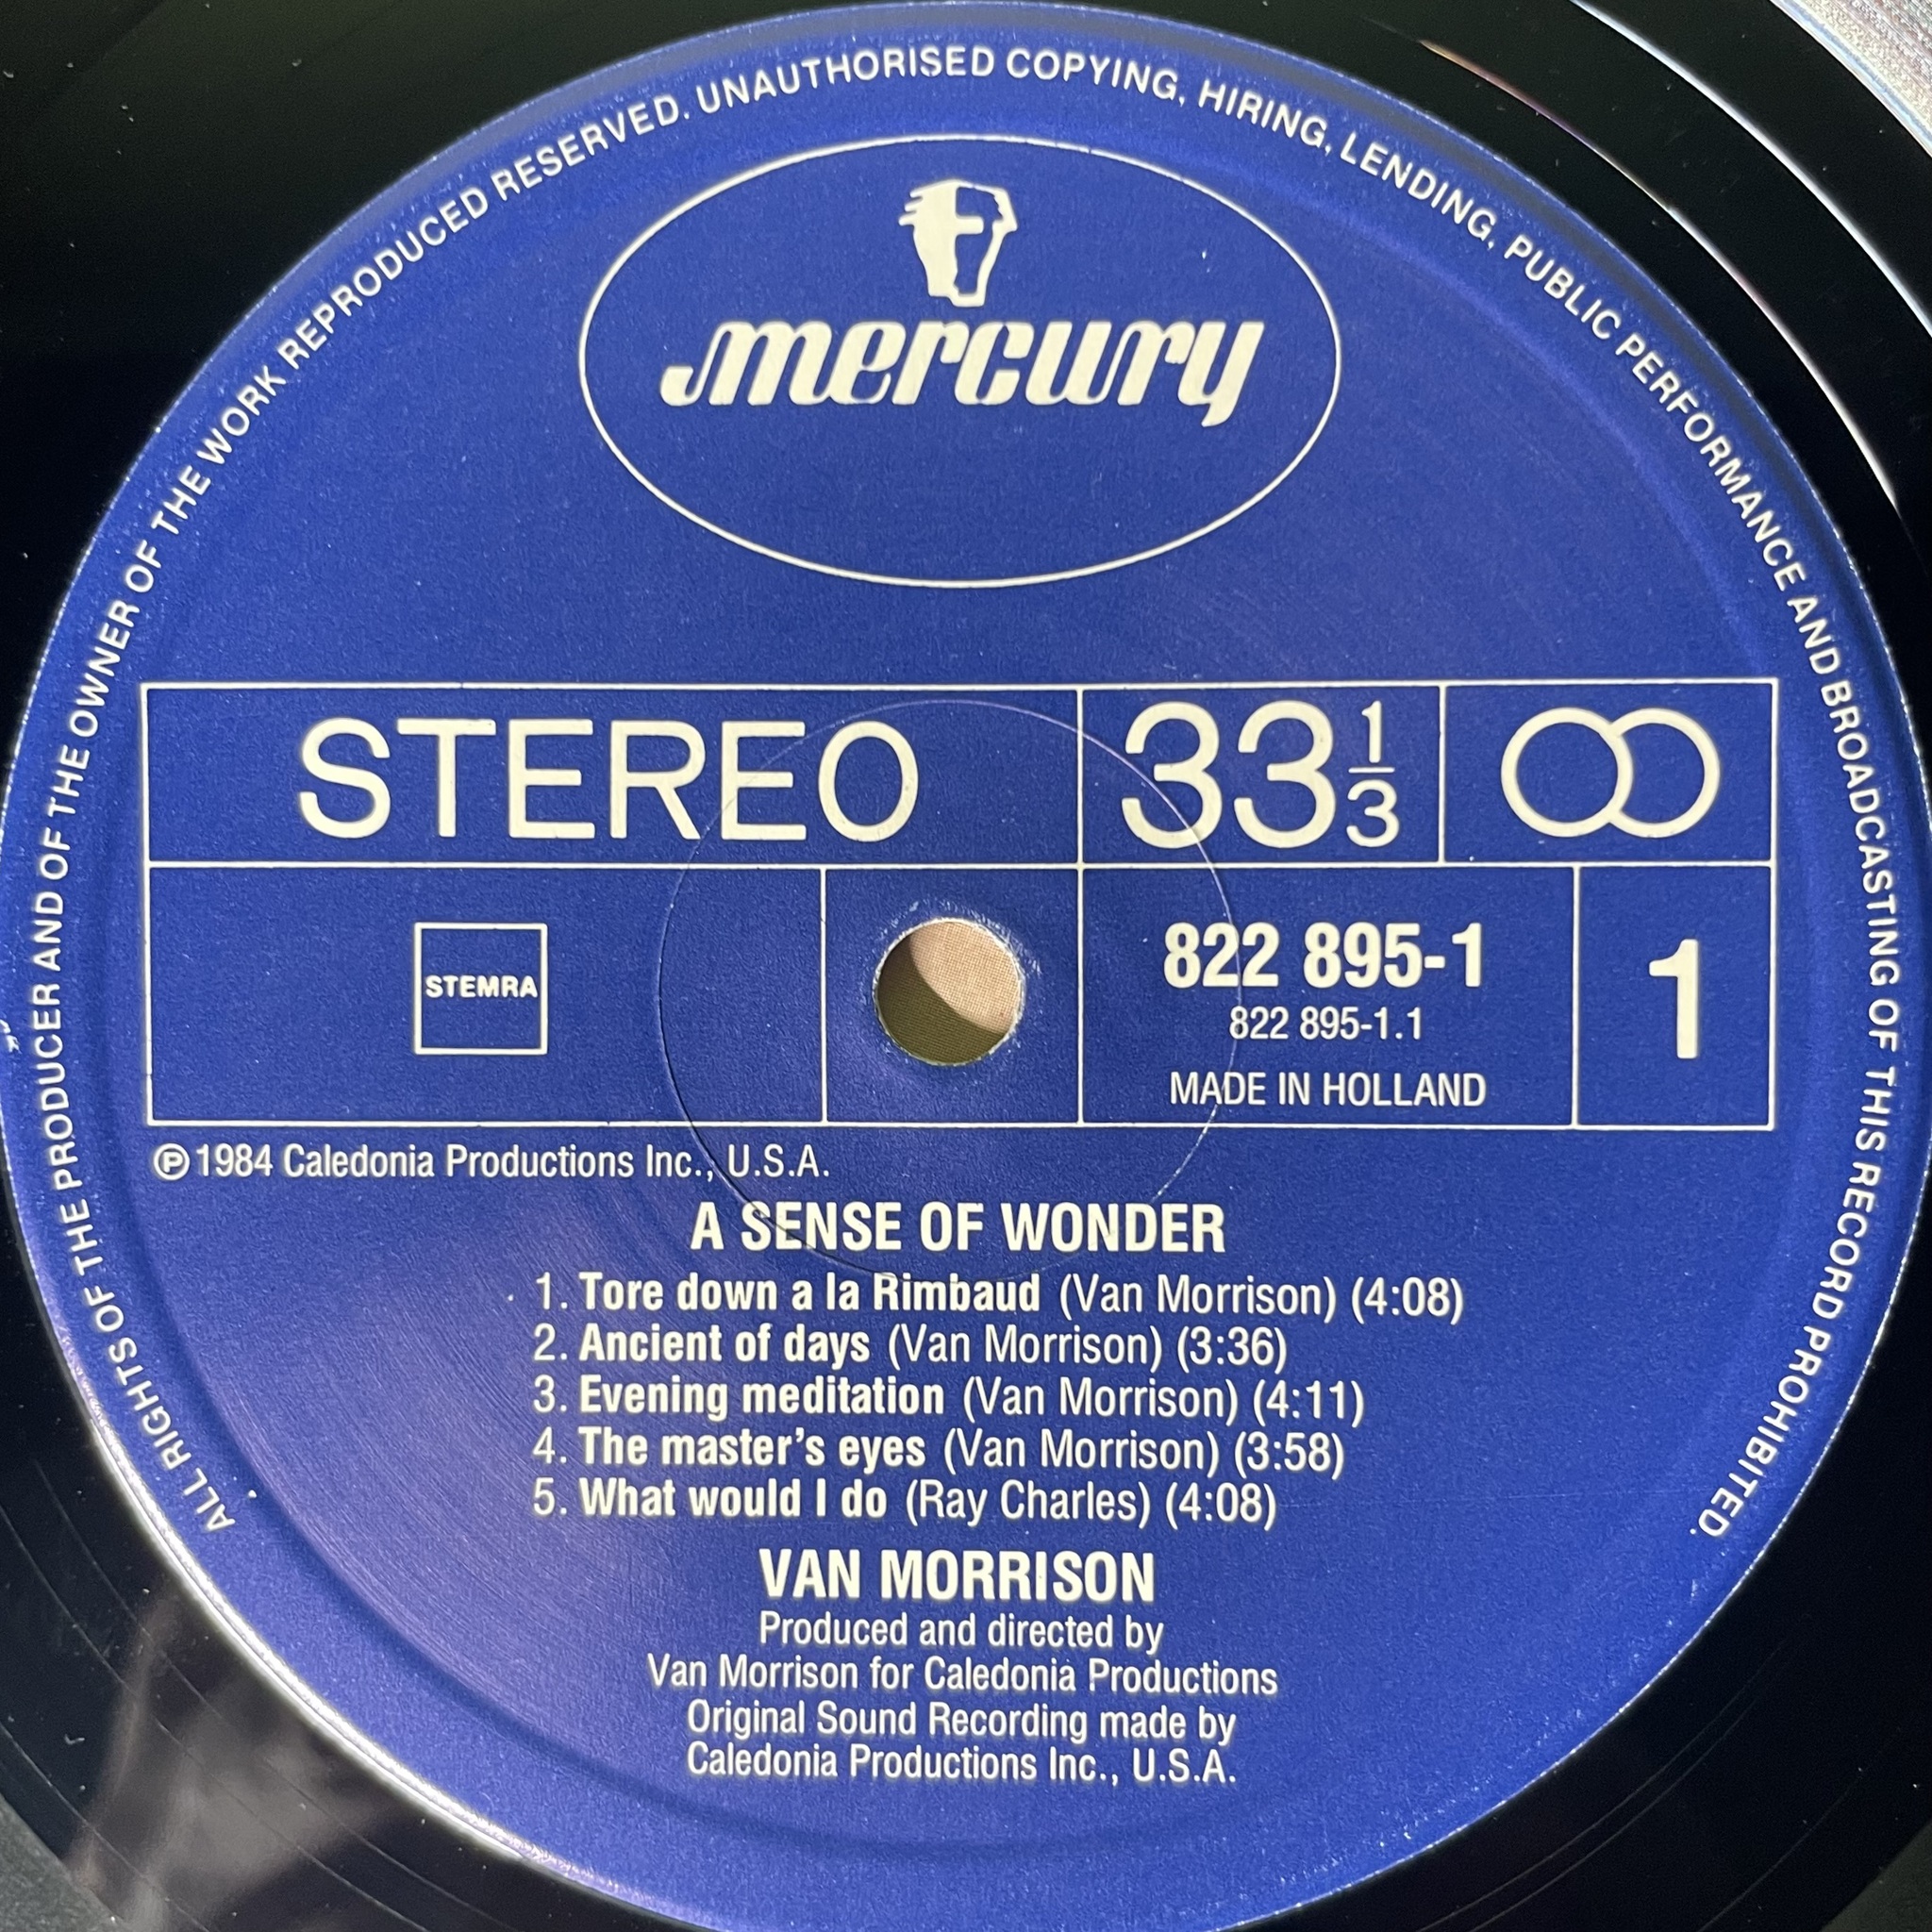 ALL RIGHTS OF THE PRODUCER AND OF THE OWNER OF THE WORK REPRODUCED RESERVED. UNAUTHORISED COPYING, HIRING, LENDING, PUBLIC PERFORMANCE AND BROADCASTING OF THIS RECORD PROHIBITED.
mercury
STEREO 33 1/3
STEMRA
822 895-1
822 895-1.1
MADE IN HOLLAND
1
℗ 1984 Caledonia Productions Inc., U.S.A.
A SENSE OF WONDER
1. Tore down a la Rimbaud (Van Morrison) (4:08)
2. Ancient of days (Van Morrison) (3:36)
3. Evening meditation (Van Morrison) (4:11)
4. The master's eyes (Van Morrison) (3:58)
5. What would I do (Ray Charles) (4:08)
VAN MORRISON
Produced and directed by
Van Morrison for Caledonia Productions
Original Sound Recording made by
Caledonia Productions Inc., U.S.A.